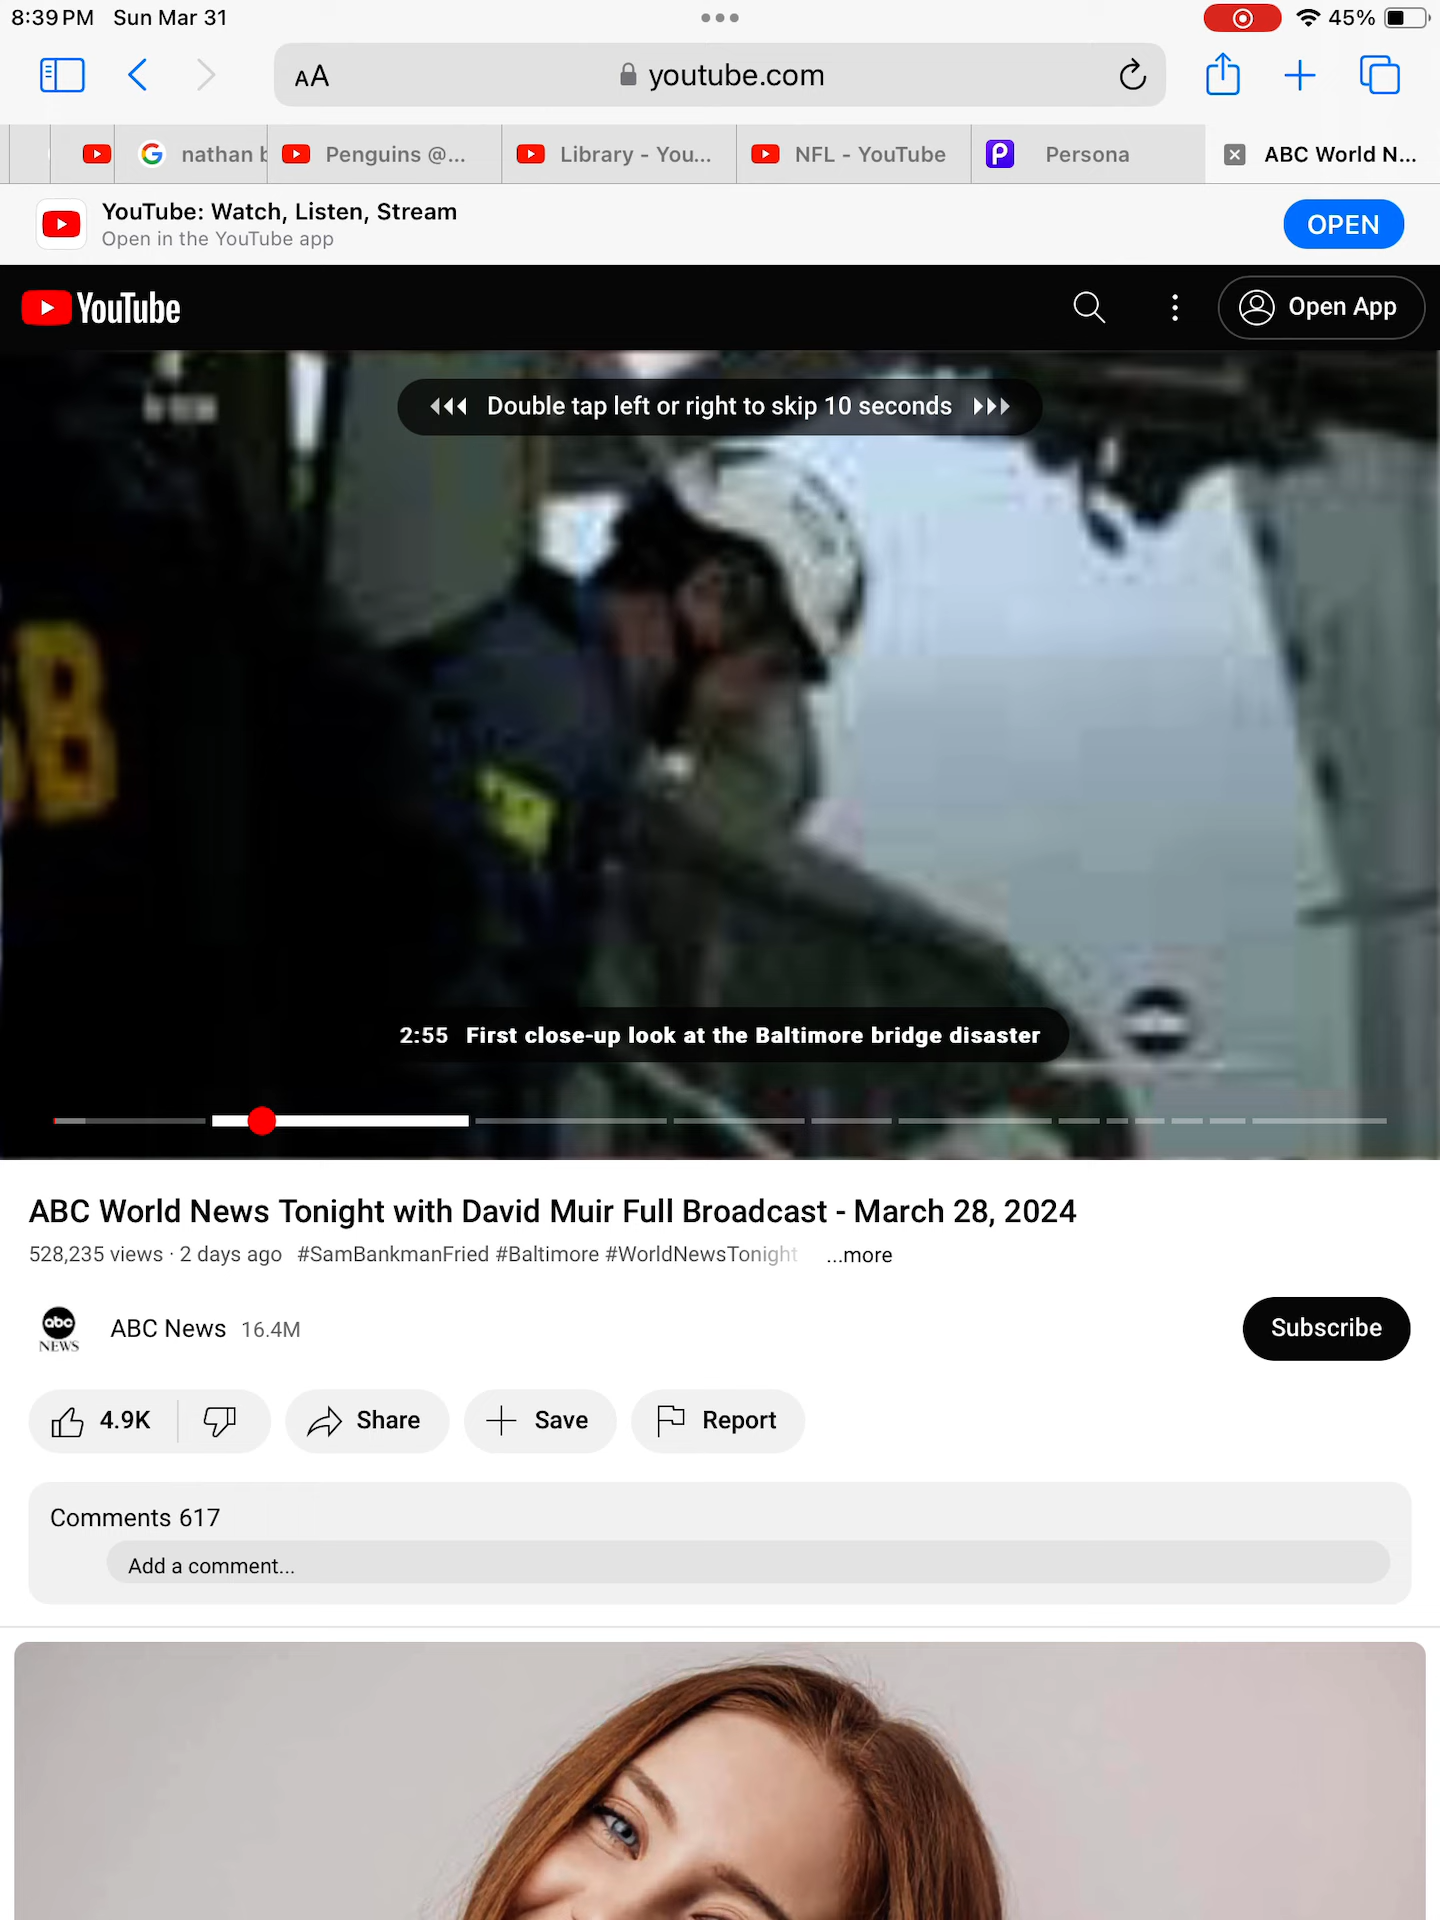 8:39 PM Sun Mar 31
45%
AA youtube.com
nathan b
Penguins @...
Library - You...
NFL - YouTube
Persona
ABC World N...
YouTube: Watch, Listen, Stream
Open in the YouTube app
OPEN
YouTube
Open App
Double tap left or right to skip 10 seconds
B
2:55 First close-up look at the Baltimore bridge disaster
ABC World News Tonight with David Muir Full Broadcast - March 28, 2024
528,235 views · 2 days ago #SamBankmanFried #Baltimore #WorldNewsTonight ...more
abc
NEWS
ABC News 16.4M
Subscribe
4.9K
Share
Save
Report
Comments 617
Add a comment...